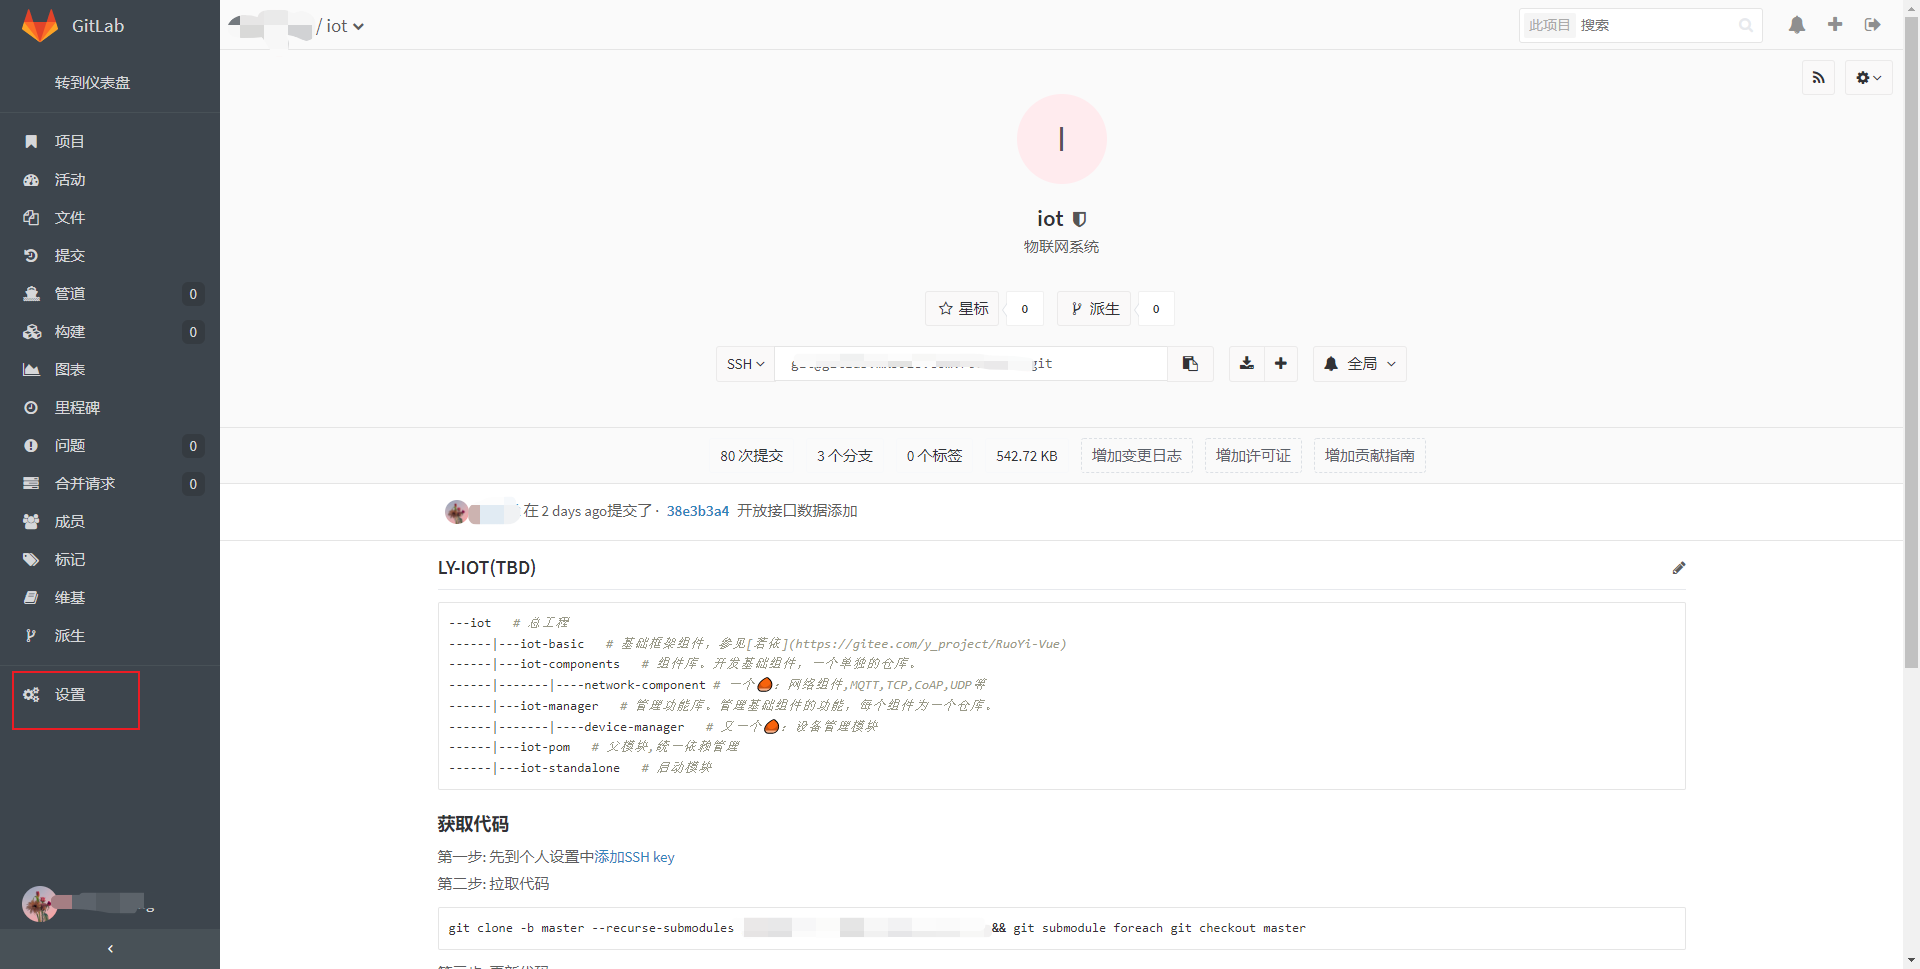 GitLab
转到仪表盘
项目
活动
文件
提交
管道 0
构建 0
图表
里程碑
问题 0
合并请求 0
成员
标记
维基
派生
设置
/ iot
此项目 搜索
I
iot
物联网系统
星标 0 派生 0
SSH git 全局
80 次提交 3 个分支 0 个标签 542.72 KB 增加变更日志 增加许可证 增加贡献指南
在 2 days ago提交了 · 38e3b3a4 开放接口数据添加
LY-IOT(TBD)
---iot # 总工程
------|---iot-basic # 基础框架组件，参见[若依](https://gitee.com/y_project/RuoYi-Vue)
------|---iot-components # 组件库。开发基础组件，一个单独的仓库。
------|-------|----network-component # 一个🌰：网络组件,MQTT,TCP,CoAP,UDP等
------|---iot-manager # 管理功能库。管理基础组件的功能，每个组件为一个仓库。
------|-------|----device-manager # 又一个🌰：设备管理模块
------|---iot-pom # 父模块,统一依赖管理
------|---iot-standalone # 启动模块
获取代码
第一步: 先到个人设置中添加SSH key
第二步: 拉取代码
git clone -b master --recurse-submodules && git submodule foreach git checkout master